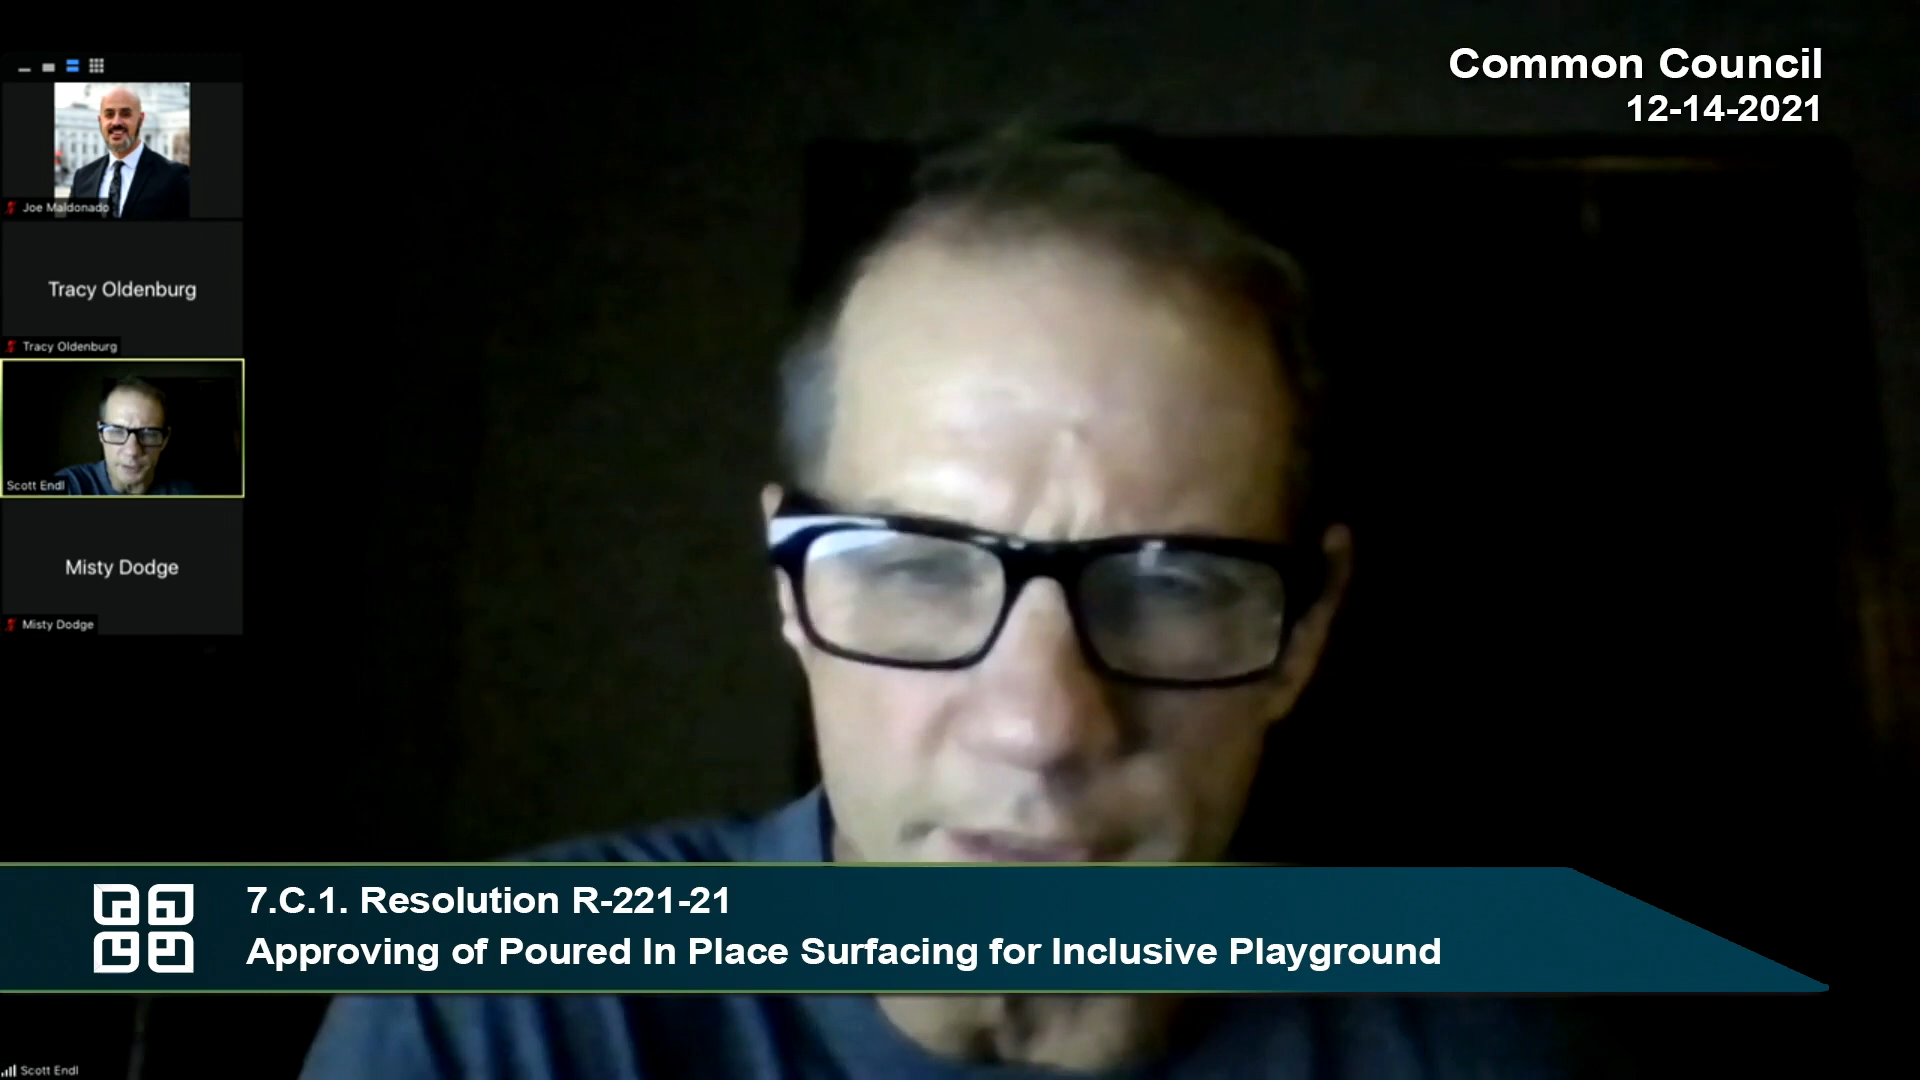 Common Council
12-14-2021
Joe Maldonado
Tracy Oldenburg
Tracy Oldenburg
Scott Endl
Misty Dodge
Misty Dodge
7.C.1. Resolution R-221-21
Approving of Poured In Place Surfacing for Inclusive Playground
Scott Endl